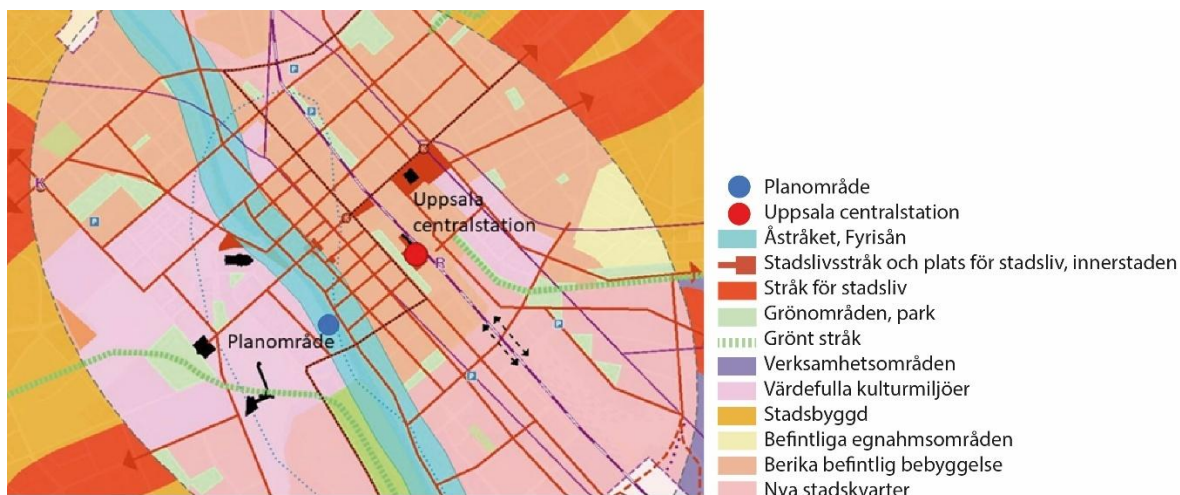 P
P
K
P
Uppsala
centralstation
R
Planområde
P
P
Planområde
Uppsala centralstation
Åstråket, Fyrisån
Stadslivsstråk och plats för stadsliv, innerstaden
Stråk för stadsliv
Grönområden, park
Grönt stråk
Verksamhetsområden
Värdefulla kulturmiljöer
Stadsbyggd
Befintliga egnahmsområden
Berika befintlig bebyggelse
Nya stadskvarter